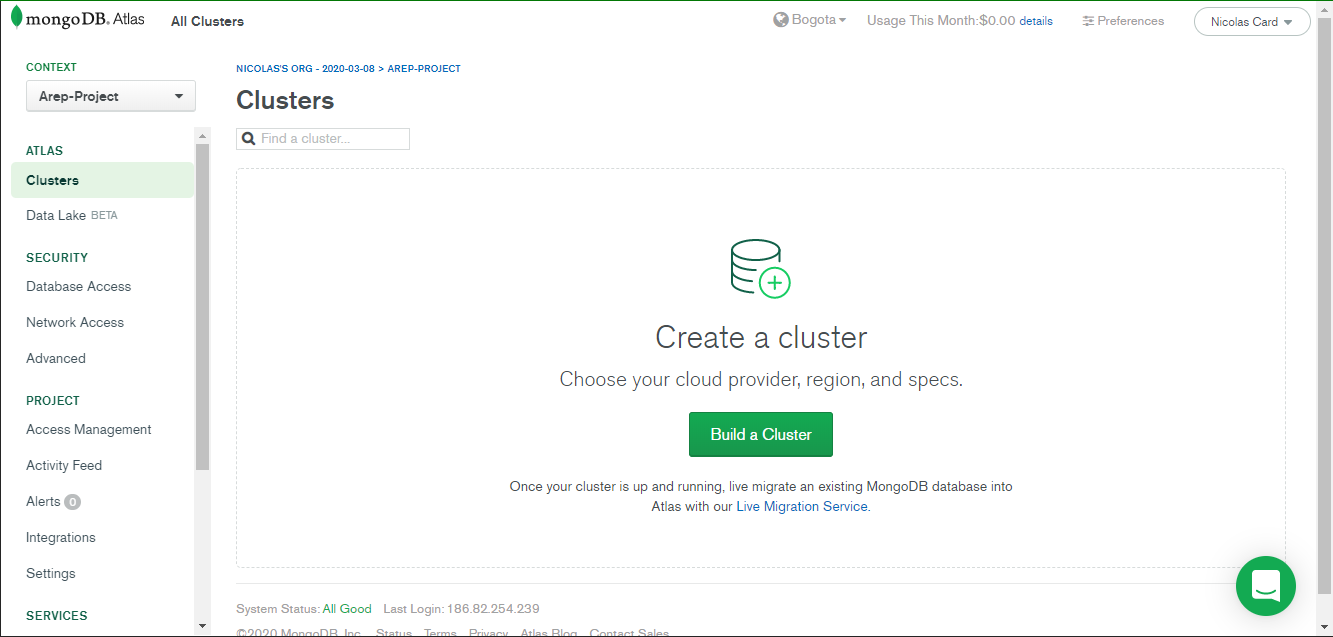 mongoDB. Atlas All Clusters Bogota Usage This Month:$0.00 details Preferences Nicolas Card
CONTEXT
Arep-Project
ATLAS
Clusters
Data Lake BETA
SECURITY
Database Access
Network Access
Advanced
PROJECT
Access Management
Activity Feed
Alerts 0
Integrations
Settings
SERVICES
NICOLAS'S ORG - 2020-03-08 > AREP-PROJECT
Clusters
Find a cluster...
Create a cluster
Choose your cloud provider, region, and specs.
Build a Cluster
Once your cluster is up and running, live migrate an existing MongoDB database into
Atlas with our Live Migration Service.
System Status: All Good Last Login: 186.82.254.239
©2020 MongoDB, Inc. Status Terms Privacy Atlas Blog Contact Sales